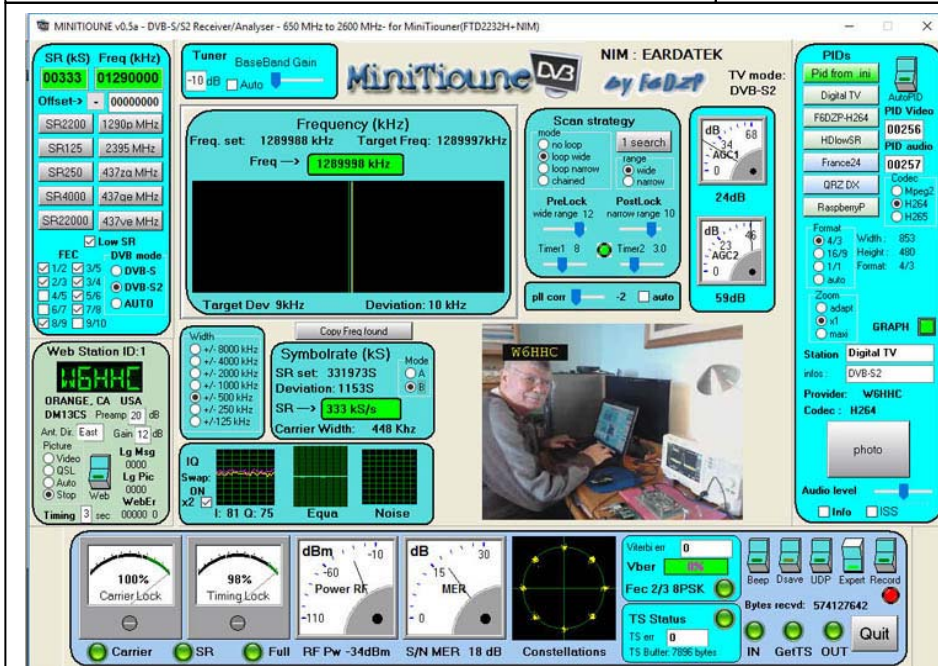 MINITIOUNE v0.5a - DVB-S/S2 Receiver/Analyser - 650 MHz to 2600 MHz- for MiniTiouner(FTD2232H+NIM)
SR (kS) Freq (kHz)
00333 01290000
Offset-> - 00000000
SR2200 1290p MHz
SR125 2395 MHz
SR250 437za MHz
SR4000 437qe MHz
SR22000 437ve MHz
Low SR
FEC DVB mode
1/2 3/5 DVB-S
2/3 3/4 DVB-S2
4/5 5/6 AUTO
6/7 7/8
8/9 9/10
Web Station ID:1
W6HHC
ORANGE, CA USA
DM13CS Preamp 20 dB
Ant. Dir. East Gain 12 dB
Picture
Video
QSL
Auto
Stop
Web
Lg Msg
0000
Lg Pic
0000
WebEr
00000 0
Timing 3 sec
Tuner
BaseBand Gain
-10 dB Auto
MiniTioune DVB by F6DZP
NIM : EARDATEK
TV mode:
DVB-S2
Frequency (kHz)
Freq. set: 1289988 kHz Target Freq: 1289997kHz
Freq --> 1289998 kHz
Target Dev 9kHz Deviation: 10 kHz
Scan strategy
mode
no loop
loop wide
loop narrow
chained
1 search
range
wide
narrow
PreLock PostLock
wide range 12 narrow range 10
Timer1 8 Timer2 3.0
pll corr -2 auto
dB 68
34
AGC1
0
24dB
dB 46
23
AGC2
0
59dB
Width
+/- 8000 kHz
+/- 4000 kHz
+/- 2000 kHz
+/- 1000 kHz
+/- 500 kHz
+/- 250 kHz
+/-125 kHz
Copy Freq found
Symbolrate (kS)
SR set: 331973S
Deviation: 1153S
SR --> 333 kS/s
Carrier Width: 448 Khz
Mode
A
B
IQ
Swap:
ON
x2
I: 81 Q: 75 Equa Noise
W6HHC
PIDs
Pid from .ini
Digital TV
F6DZP-H264
HDlowSR
France24
QRZ DX
RaspberryP
AutoPID
PID Video
00256
PID audio
00257
Codec
Mpeg2
H264
H265
Format
4/3
16/9
1/1
auto
Width : 853
Height : 480
Format: 4/3
Zoom
adapt
x1
maxi
GRAPH
Station Digital TV
infos : DVB-S2
Provider: W6HHC
Codec : H264
photo
Audio level
Info ISS
100%
Carrier Lock
98%
Timing Lock
dBm -10
-60
Power RF
-110 0
dB 30
15
MER
0
Carrier SR Full RF Pw -34dBm S/N MER 18 dB Constellations
Viterbi err 0
Vber 0%
Fec 2/3 8PSK
TS Status
TS err 0
TS Buffer: 7896 bytes
Beep Dsave UDP Expert Record
Bytes recvd: 574127642
IN GetTS OUT
Quit